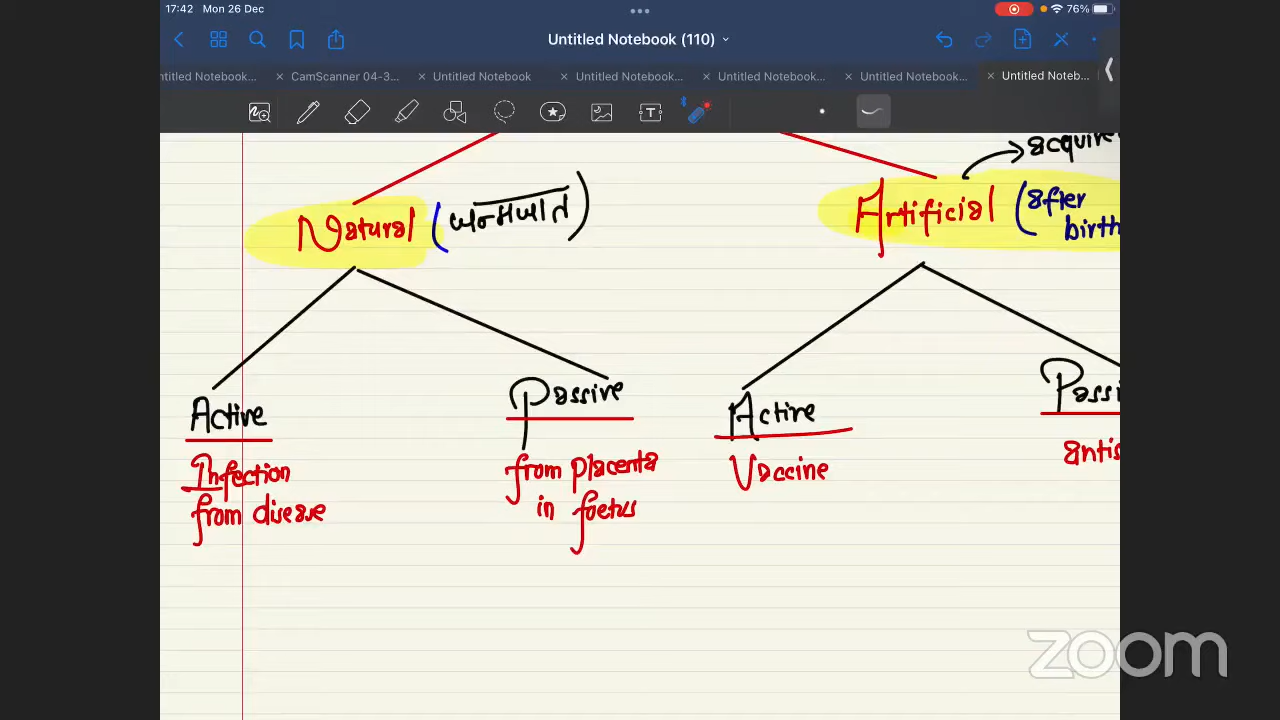 17:42 Mon 26 Dec
76%
Untitled Notebook (110)
ntitled Notebook...
CamScanner 04-3...
Untitled Notebook
Untitled Notebook...
Untitled Notebook...
Untitled Notebook...
Untitled Noteb...
acquire
Natural (जन्मजात)
Artificial (after
birth
Active
Passive
Active
Passi
Infection
from disease
from placenta
in foetus
Vaccine
antis
zoom